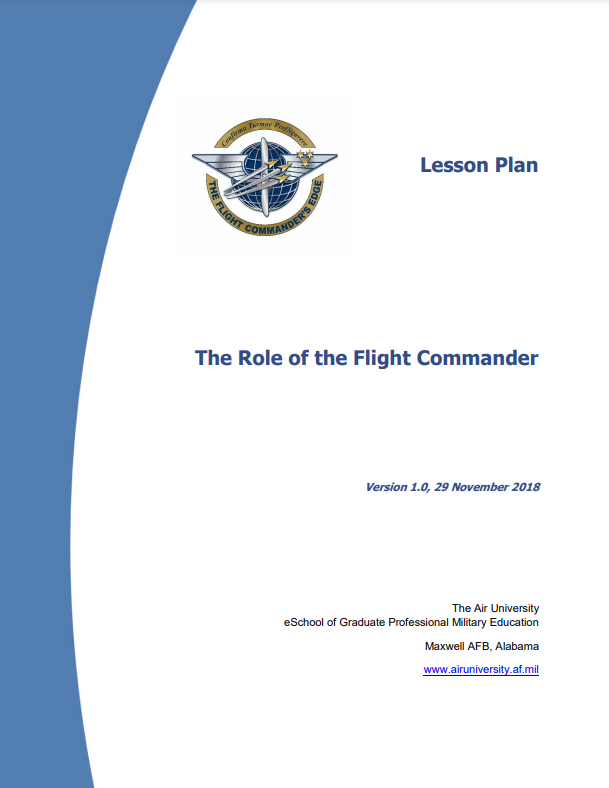 Confirma Turmae Profligavere
Lesson Plan
THE FLIGHT COMMANDER'S EDGE
The Role of the Flight Commander
Version 1.0, 29 November 2018
The Air University
eSchool of Graduate Professional Military Education
Maxwell AFB, Alabama
www.airuniversity.af.mil